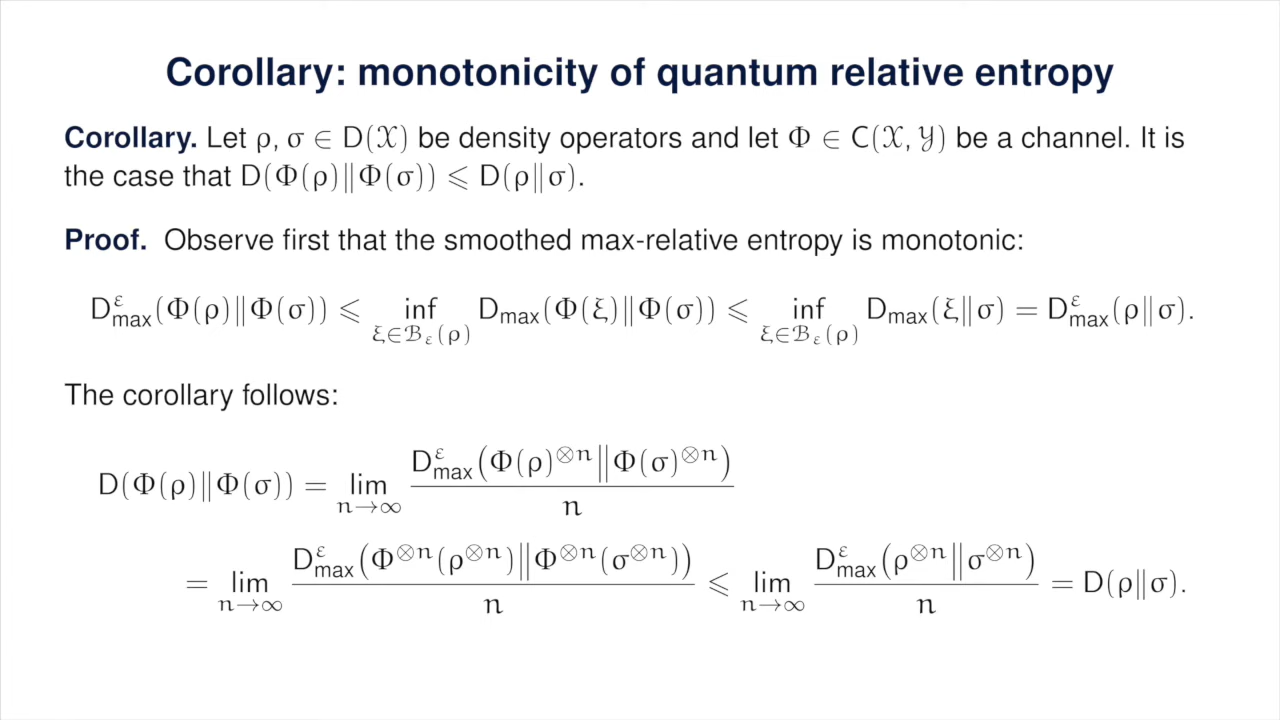 Corollary: monotonicity of quantum relative entropy
Corollary. Let ρ, σ ∈ D(𝒳) be density operators and let Φ ∈ C(𝒳, 𝒴) be a channel. It is
the case that D(Φ(ρ)‖Φ(σ)) ⩽ D(ρ‖σ).
Proof. Observe first that the smoothed max-relative entropy is monotonic:
D^ε_max(Φ(ρ)‖Φ(σ)) ⩽ inf_{ξ∈ℬ_ε(ρ)} D_max(Φ(ξ)‖Φ(σ)) ⩽ inf_{ξ∈ℬ_ε(ρ)} D_max(ξ‖σ) = D^ε_max(ρ‖σ).
The corollary follows:
D(Φ(ρ)‖Φ(σ)) = lim_{n→∞} D^ε_max(Φ(ρ)^{⊗n}‖Φ(σ)^{⊗n}) / n
= lim_{n→∞} D^ε_max(Φ^{⊗n}(ρ^{⊗n})‖Φ^{⊗n}(σ^{⊗n})) / n ⩽ lim_{n→∞} D^ε_max(ρ^{⊗n}‖σ^{⊗n}) / n = D(ρ‖σ).